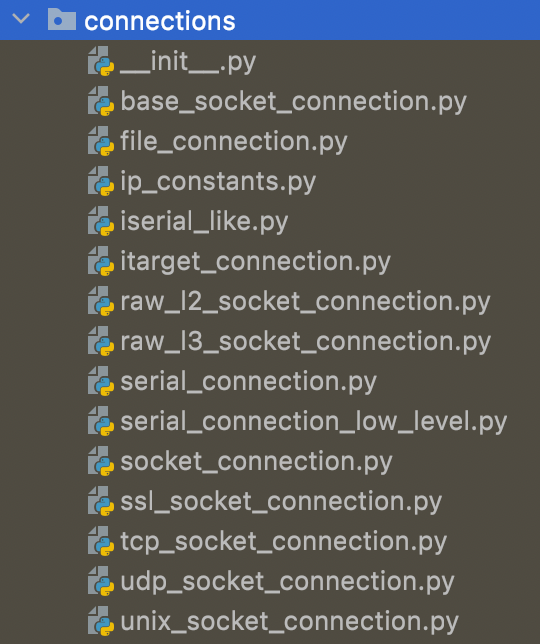 connections
__init__.py
base_socket_connection.py
file_connection.py
ip_constants.py
iserial_like.py
itarget_connection.py
raw_l2_socket_connection.py
raw_l3_socket_connection.py
serial_connection.py
serial_connection_low_level.py
socket_connection.py
ssl_socket_connection.py
tcp_socket_connection.py
udp_socket_connection.py
unix_socket_connection.py